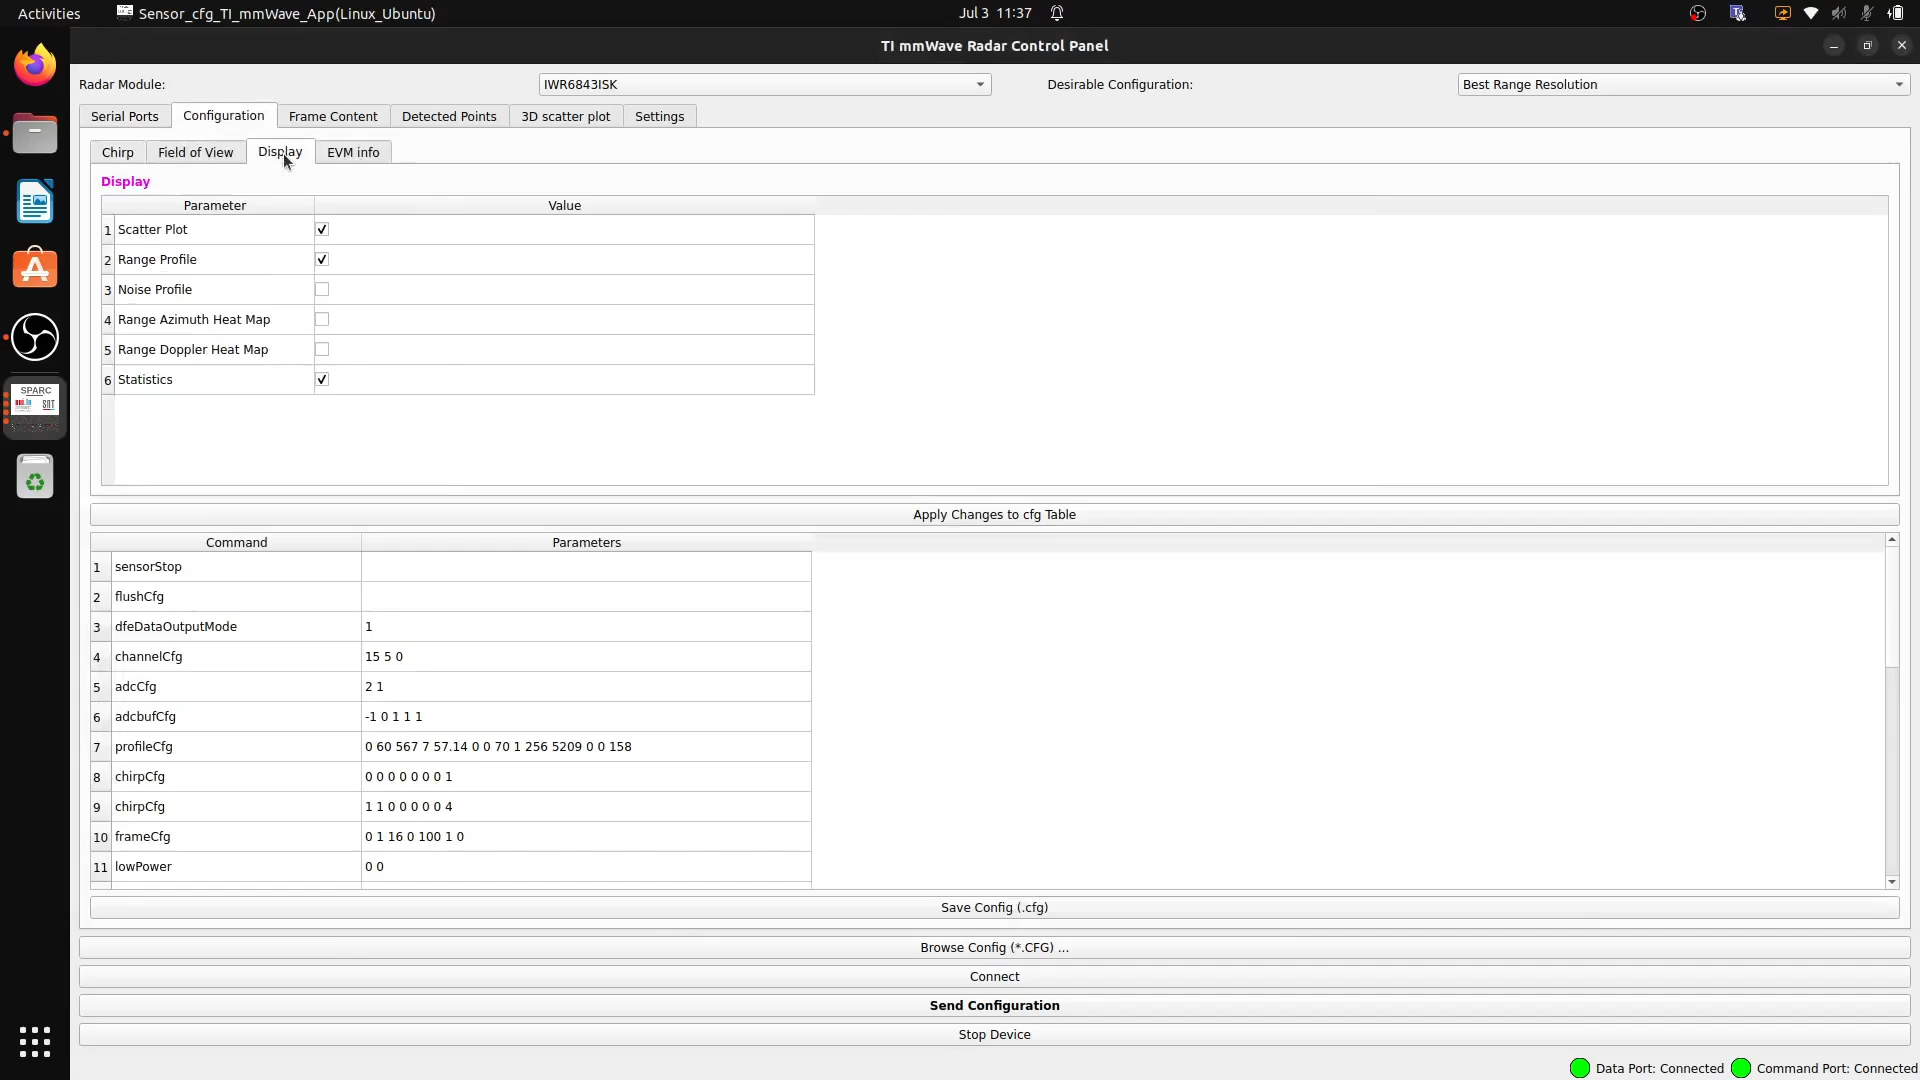 Activities Sensor_cfg_TI_mmWave_App(Linux_Ubuntu) Jul 3 11:37
TI mmWave Radar Control Panel
Radar Module: IWR6843ISK Desirable Configuration: Best Range Resolution
Serial Ports Configuration Frame Content Detected Points 3D scatter plot Settings
Chirp Field of View Display EVM info
Display
Parameter Value
1 Scatter Plot
2 Range Profile
3 Noise Profile
4 Range Azimuth Heat Map
5 Range Doppler Heat Map
6 Statistics
SPARC
SNT
Apply Changes to cfg Table
Command Parameters
1 sensorStop
2 flushCfg
3 dfeDataOutputMode 1
4 channelCfg 15 5 0
5 adcCfg 2 1
6 adcbufCfg -1 0 1 1 1
7 profileCfg 0 60 567 7 57.14 0 0 70 1 256 5209 0 0 158
8 chirpCfg 0 0 0 0 0 0 0 1
9 chirpCfg 1 1 0 0 0 0 0 4
10 frameCfg 0 1 16 0 100 1 0
11 lowPower 0 0
Save Config (.cfg)
Browse Config (*.CFG) ...
Connect
Send Configuration
Stop Device
Data Port: Connected Command Port: Connected